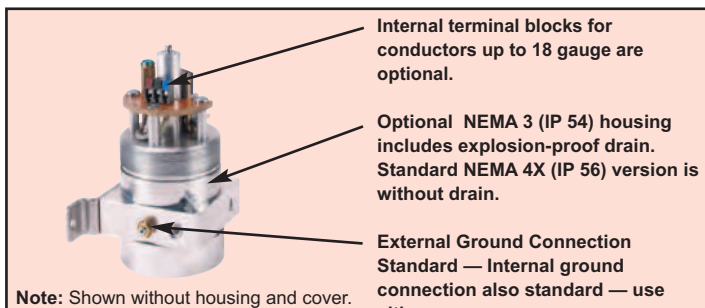 Internal terminal blocks for
conductors up to 18 gauge are
optional.
Optional NEMA 3 (IP 54) housing
includes explosion-proof drain.
Standard NEMA 4X (IP 56) version is
without drain.
External Ground Connection
Standard — Internal ground
connection also standard — use
Note: Shown without housing and cover.